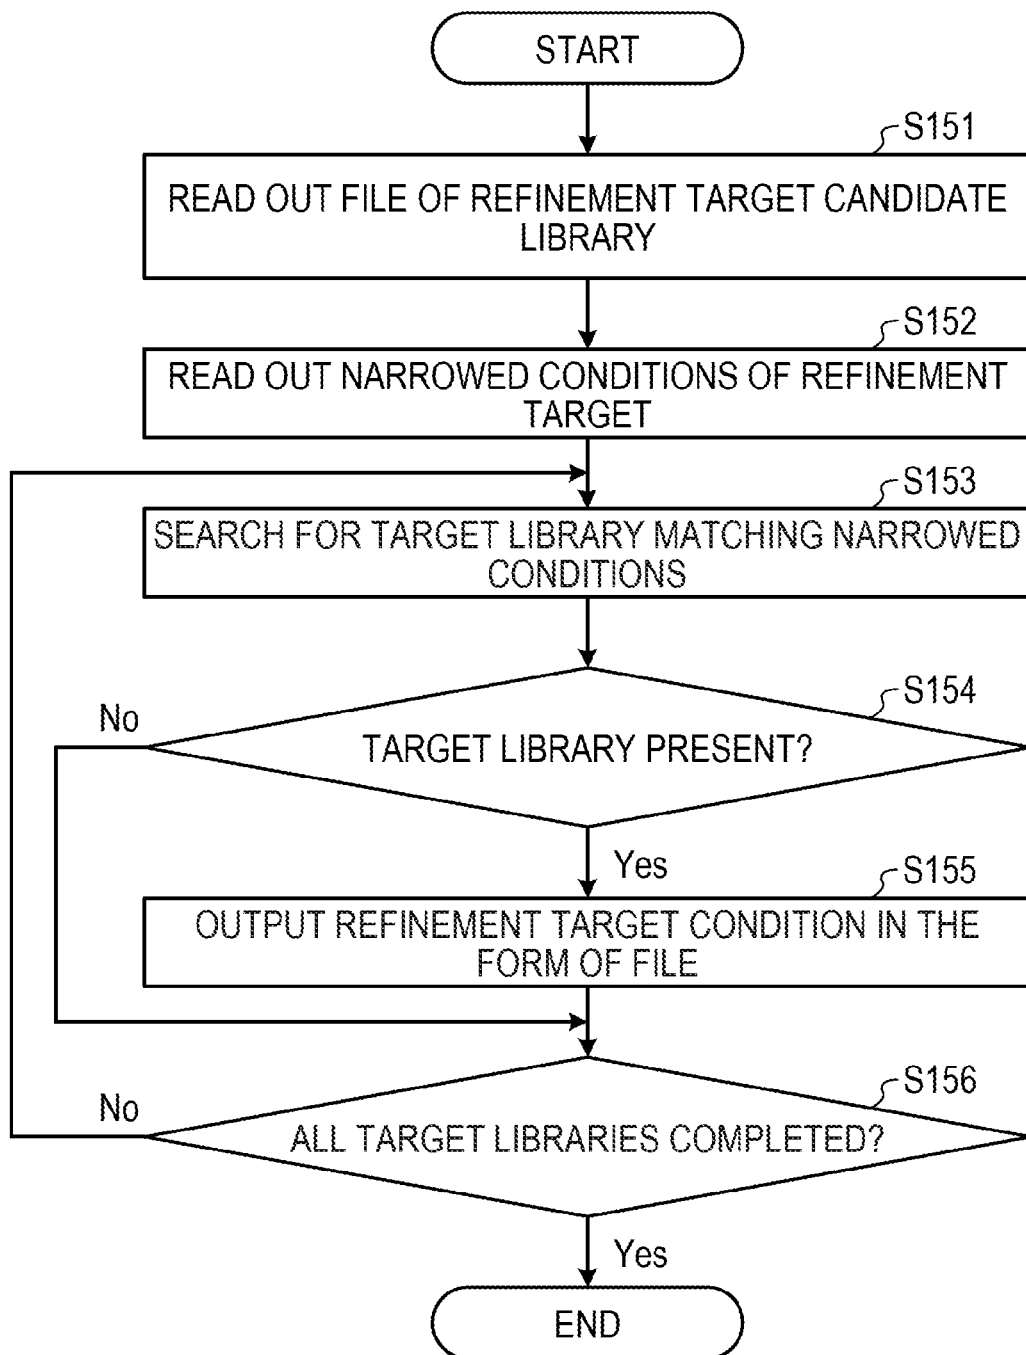 START
S151
READ OUT FILE OF REFINEMENT TARGET CANDIDATE
LIBRARY
S152
READ OUT NARROWED CONDITIONS OF REFINEMENT
TARGET
S153
SEARCH FOR TARGET LIBRARY MATCHING NARROWED
CONDITIONS
S154
No
TARGET LIBRARY PRESENT?
Yes
S155
OUTPUT REFINEMENT TARGET CONDITION IN THE
FORM OF FILE
S156
No
ALL TARGET LIBRARIES COMPLETED?
Yes
END